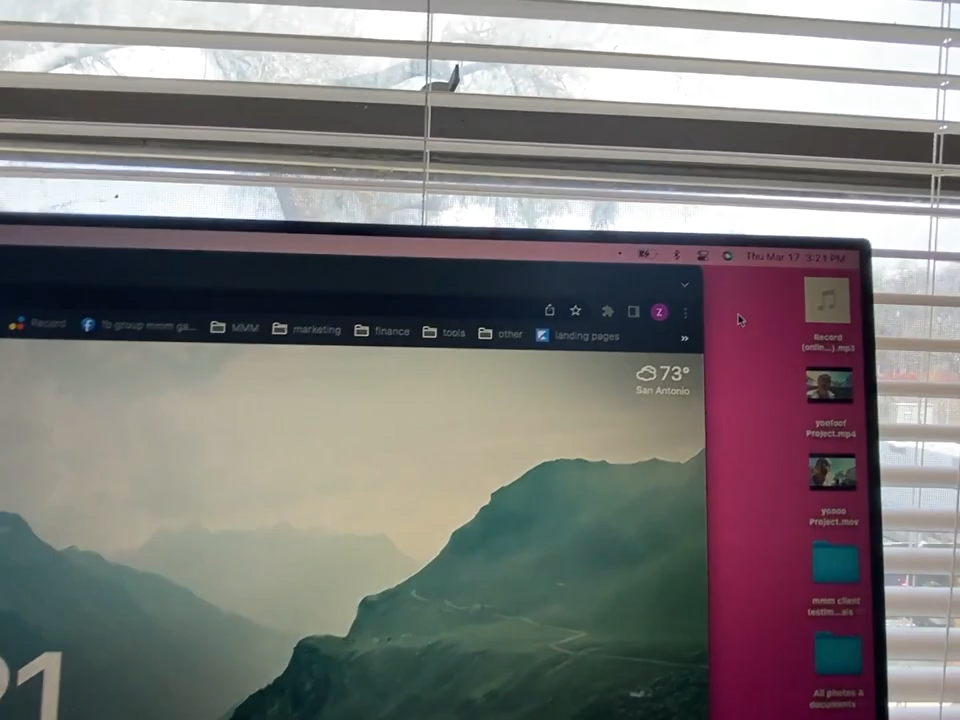 Thu Mar 17 3:21 PM
Z
Record
fb group mmm ga...
MMM
marketing
finance
tools
other
landing pages
»
73°
San Antonio
21
Record
(onlin...).mp3
yoofoof
Project.mp4
yoooo
Project.mov
mmm client
testim...als
All photos &
documents